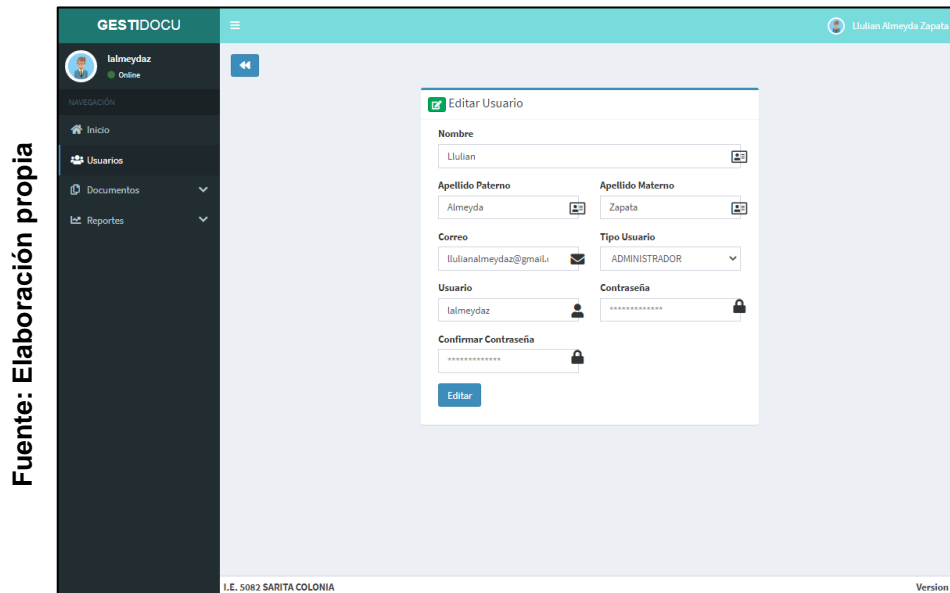 Fuente: Elaboración propia
GESTIDOCU
Llulian Almeyda Zapata
lalmeydaz
Online
NAVEGACIÓN
Inicio
Usuarios
Documentos
Reportes
Editar Usuario
Nombre
Llulian
Apellido Paterno Apellido Materno
Almeyda Zapata
Correo Tipo Usuario
llulianalmeydaz@gmail. ADMINISTRADOR
Usuario Contraseña
lalmeydaz *************
Confirmar Contraseña
*************
Editar
I.E. 5082 SARITA COLONIA Version